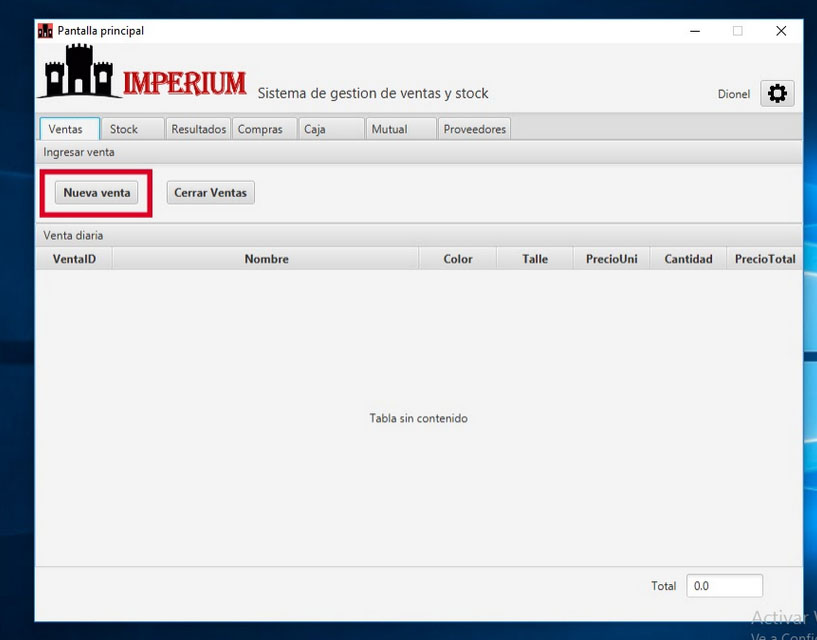 Pantalla principal
IMPERIUM
Sistema de gestion de ventas y stock
Dionel
Ventas Stock Resultados Compras Caja Mutual Proveedores
Ingresar venta
Nueva venta Cerrar Ventas
Venta diaria
VentaID Nombre Color Talle PrecioUni Cantidad PrecioTotal
Tabla sin contenido
Total 0.0
Activar
Ve a Confi